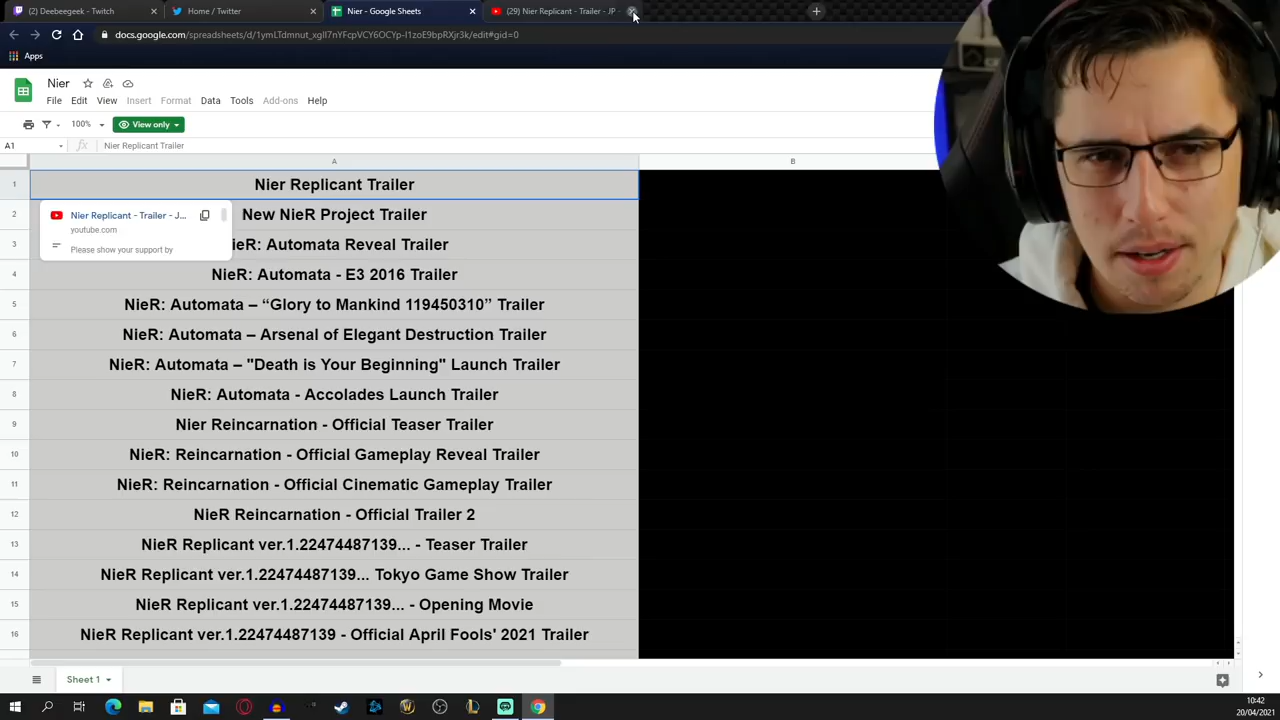 (2) Deebeegeek - Twitch
Home / Twitter
Nier - Google Sheets
(29) Nier Replicant - Trailer - JP -
docs.google.com/spreadsheets/d/
edit#gid=0
Apps
Nier
File Edit View Insert Format Data Tools Add-ons Help
100% View only
A1 fx Nier Replicant Trailer
A B
1 Nier Replicant Trailer
Nier Replicant - Trailer - J...
youtube.com
Please show your support by
2 New NieR Project Trailer
3 ieR: Automata Reveal Trailer
4 NieR: Automata - E3 2016 Trailer
5 NieR: Automata – “Glory to Mankind 119450310” Trailer
6 NieR: Automata – Arsenal of Elegant Destruction Trailer
7 NieR: Automata – "Death is Your Beginning" Launch Trailer
8 NieR: Automata - Accolades Launch Trailer
9 Nier Reincarnation - Official Teaser Trailer
10 NieR: Reincarnation - Official Gameplay Reveal Trailer
11 NieR: Reincarnation - Official Cinematic Gameplay Trailer
12 NieR Reincarnation - Official Trailer 2
13 NieR Replicant ver.1.22474487139... - Teaser Trailer
14 NieR Replicant ver.1.22474487139... Tokyo Game Show Trailer
15 NieR Replicant ver.1.22474487139... - Opening Movie
16 NieR Replicant ver.1.22474487139 - Official April Fools' 2021 Trailer
Sheet 1
10:42
20/04/2021